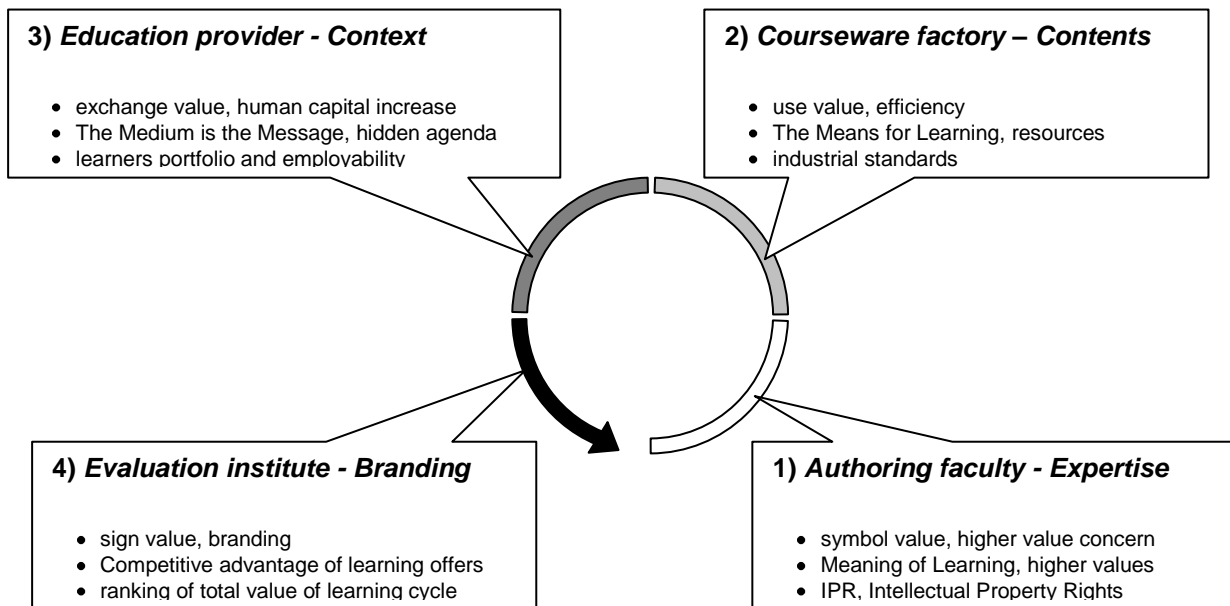 3) Education provider - Context
• exchange value, human capital increase
• The Medium is the Message, hidden agenda
• learners portfolio and employability
2) Courseware factory – Contents
• use value, efficiency
• The Means for Learning, resources
• industrial standards
4) Evaluation institute - Branding
• sign value, branding
• Competitive advantage of learning offers
• ranking of total value of learning cycle
1) Authoring faculty - Expertise
• symbol value, higher value concern
• Meaning of Learning, higher values
• IPR, Intellectual Property Rights